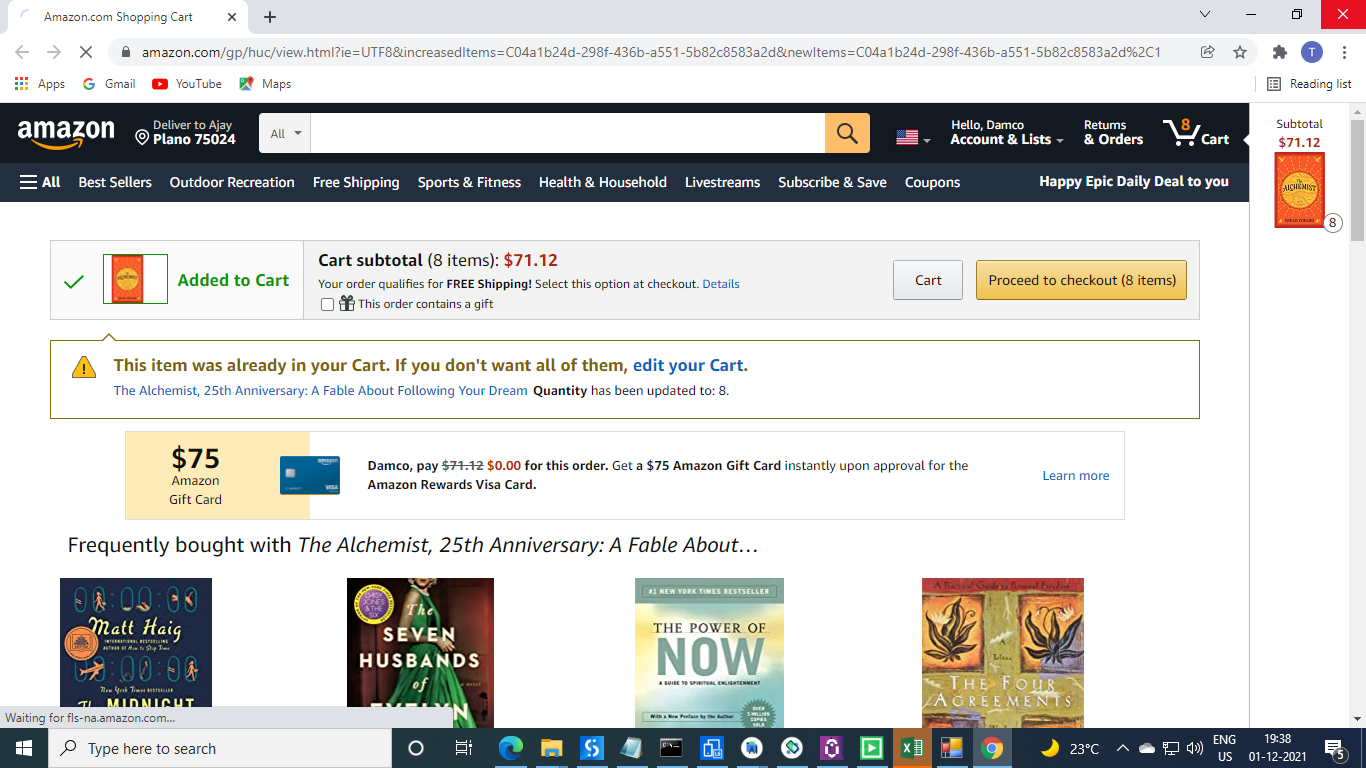 Amazon.com Shopping Cart
amazon.com/gp/huc/view.html?ie=UTF8&increasedItems=C04a1b24d-298f-436b-a551-5b82c8583a2d&newItems=C04a1b24d-298f-436b-a551-5b82c8583a2d%2C1
T
Apps Gmail YouTube Maps Reading list
amazon
Deliver to Ajay
Plano 75024
All
Hello, Damco
Account & Lists
Returns
& Orders
8
Cart
Subtotal
$71.12
The
ALCHEMIST
PAULO COELHO
8
All Best Sellers Outdoor Recreation Free Shipping Sports & Fitness Health & Household Livestreams Subscribe & Save Coupons Happy Epic Daily Deal to you
Added to Cart
Cart subtotal (8 items): $71.12
Your order qualifies for FREE Shipping! Select this option at checkout. Details
This order contains a gift
Cart
Proceed to checkout (8 items)
This item was already in your Cart. If you don't want all of them, edit your Cart.
The Alchemist, 25th Anniversary: A Fable About Following Your Dream Quantity has been updated to: 8.
$75
Amazon
Gift Card
Damco, pay $71.12 $0.00 for this order. Get a $75 Amazon Gift Card instantly upon approval for the
Amazon Rewards Visa Card.
Learn more
Frequently bought with The Alchemist, 25th Anniversary: A Fable About…
Matt Haig
INTERNATIONAL BESTSELLING
AUTHOR OF How to Stop Time
New York Times BESTSELLER
The MIDNIGHT
DAISY
JONES
& THE
SIX
The
SEVEN
HUSBANDS
of
a novel
EVELYN
#1 NEW YORK TIMES BESTSELLER
THE POWER OF
NOW
A GUIDE TO SPIRITUAL ENLIGHTENMENT
With a New Preface by the Author
OVER
5 MILLION
COPIES
SOLD
A Practical Guide to Personal Freedom
A Toltec
THE FOUR
AGREEMENTS
Waiting for fls-na.amazon.com...
Type here to search
23°C
ENG
US
19:38
01-12-2021
5